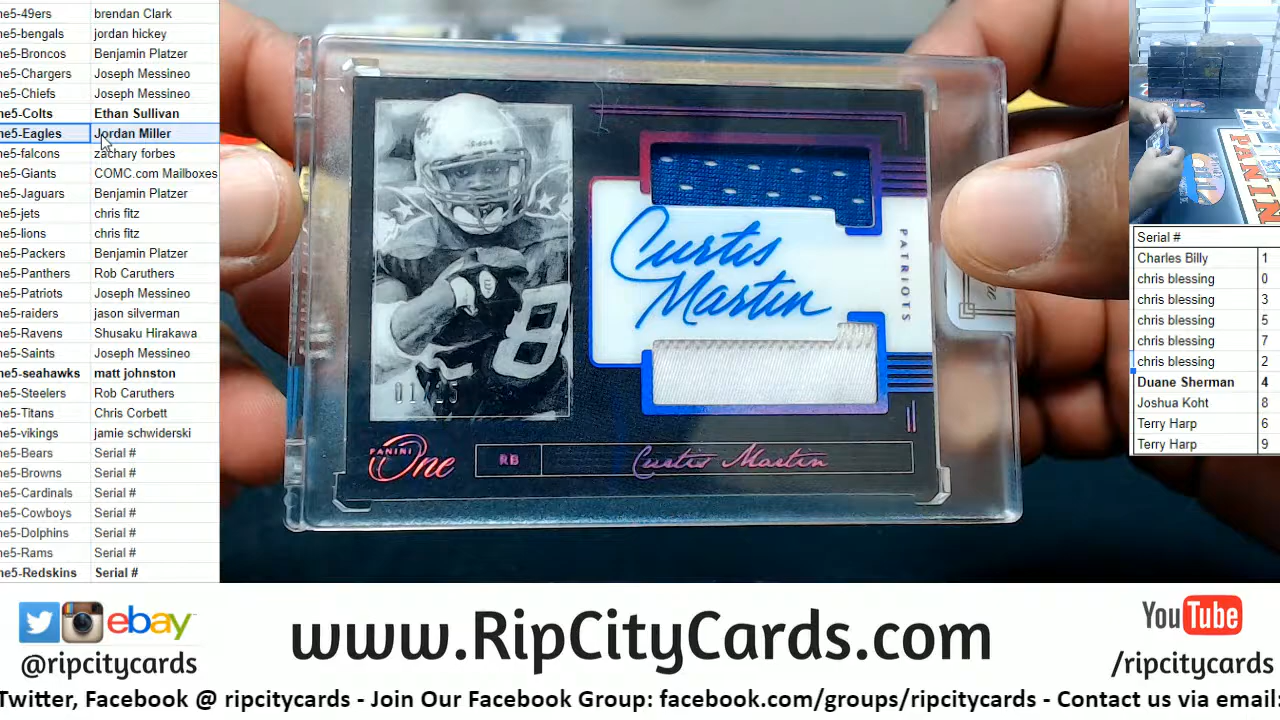 ne5-49ers brendan Clark
ne5-bengals jordan hickey
ne5-Broncos Benjamin Platzer
ne5-Chargers Joseph Messineo
ne5-Chiefs Joseph Messineo
ne5-Colts Ethan Sullivan
ne5-Eagles Jordan Miller
ne5-falcons zachary forbes
ne5-Giants COMC.com Mailboxes
ne5-Jaguars Benjamin Platzer
ne5-jets chris fitz
ne5-lions chris fitz
ne5-Packers Benjamin Platzer
ne5-Panthers Rob Caruthers
ne5-Patriots Joseph Messineo
ne5-raiders jason silverman
ne5-Ravens Shusaku Hirakawa
ne5-Saints Joseph Messineo
ne5-seahawks matt johnston
ne5-Steelers Rob Caruthers
ne5-Titans Chris Corbett
ne5-vikings jamie schwiderski
ne5-Bears Serial #
ne5-Browns Serial #
ne5-Cardinals Serial #
ne5-Cowboys Serial #
ne5-Dolphins Serial #
ne5-Rams Serial #
ne5-Redskins Serial #
Curtis
Martin
PATRIOTS
28
PANINI
One
RB
Curtis Martin
PANINI
Serial #
Charles Billy 1
chris blessing 0
chris blessing 3
chris blessing 5
chris blessing 7
chris blessing 2
Duane Sherman 4
Joshua Koht 8
Terry Harp 6
Terry Harp 9
ebay
@ripcitycards
www.RipCityCards.com
YouTube
/ripcitycards
Twitter, Facebook @ ripcitycards - Join Our Facebook Group: facebook.com/groups/ripcitycards - Contact us via email: